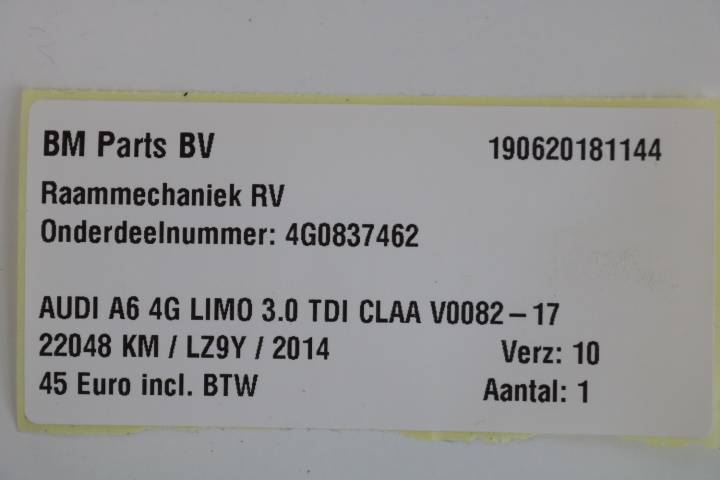 BM Parts BV 190620181144
Raammechaniek RV
Onderdeelnummer: 4G0837462
AUDI A6 4G LIMO 3.0 TDI CLAA V0082-17
22048 KM / LZ9Y / 2014 Verz: 10
45 Euro incl. BTW Aantal: 1